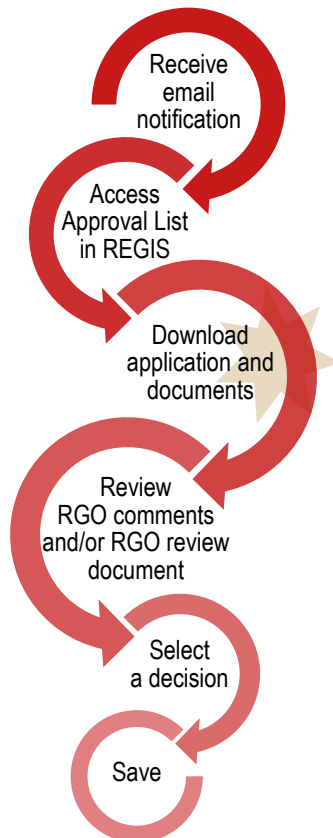 Receive
email
notification
Access
Approval List
in REGIS
Download
application and
documents
Review
RGO comments
and/or RGO review
document
Select
a decision
Save